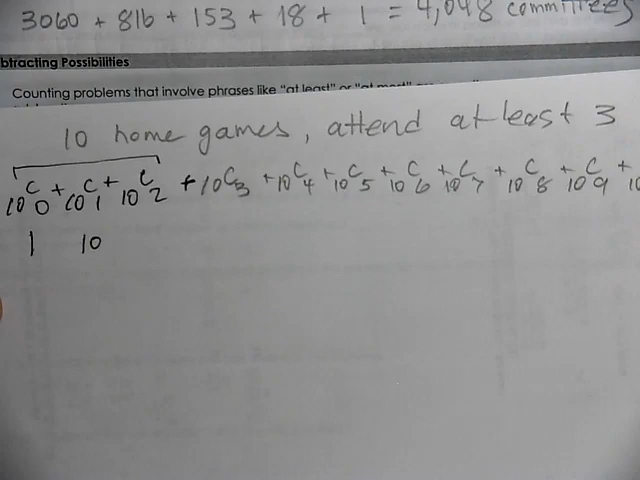 3060 + 816 + 153 + 18 + 1 = 4,048 committees
btracting Possibilities
Counting problems that involve phrases like "at least" or "at most"
10 home games, attend at least 3
10C0 + 10C1 + 10C2 + 10C3 + 10C4 + 10C5 + 10C6 + 10C7 + 10C8 + 10C9 + 10
1 10